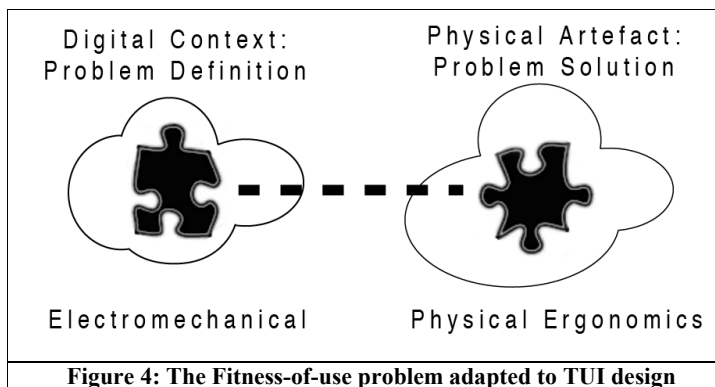 Digital Context:
Problem Definition
Physical Artefact:
Problem Solution
Electromechanical
Physical Ergonomics
Figure 4: The Fitness-of-use problem adapted to TUI design